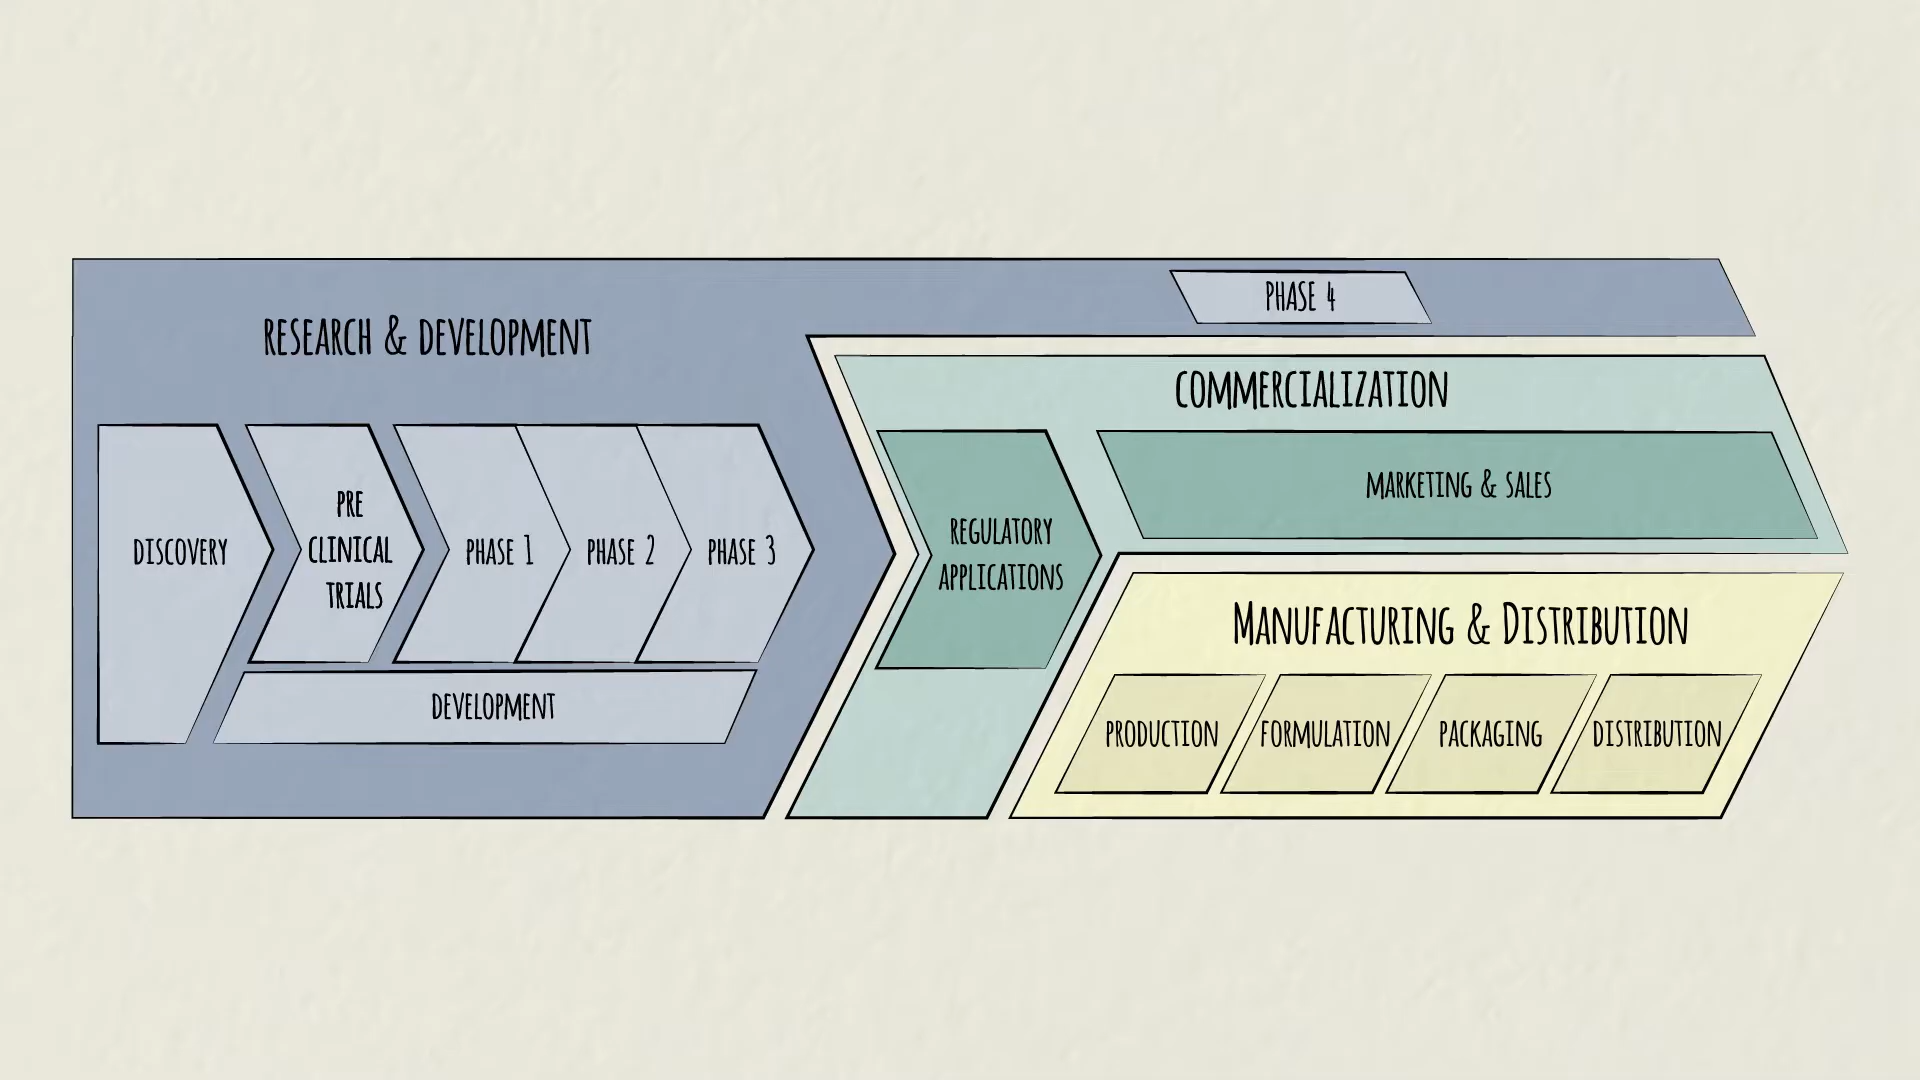 RESEARCH & DEVELOPMENT
DISCOVERY
PRE
CLINICAL
TRIALS
PHASE 1
PHASE 2
PHASE 3
DEVELOPMENT
PHASE 4
COMMERCIALIZATION
REGULATORY
APPLICATIONS
MARKETING & SALES
MANUFACTURING & DISTRIBUTION
PRODUCTION
FORMULATION
PACKAGING
DISTRIBUTION